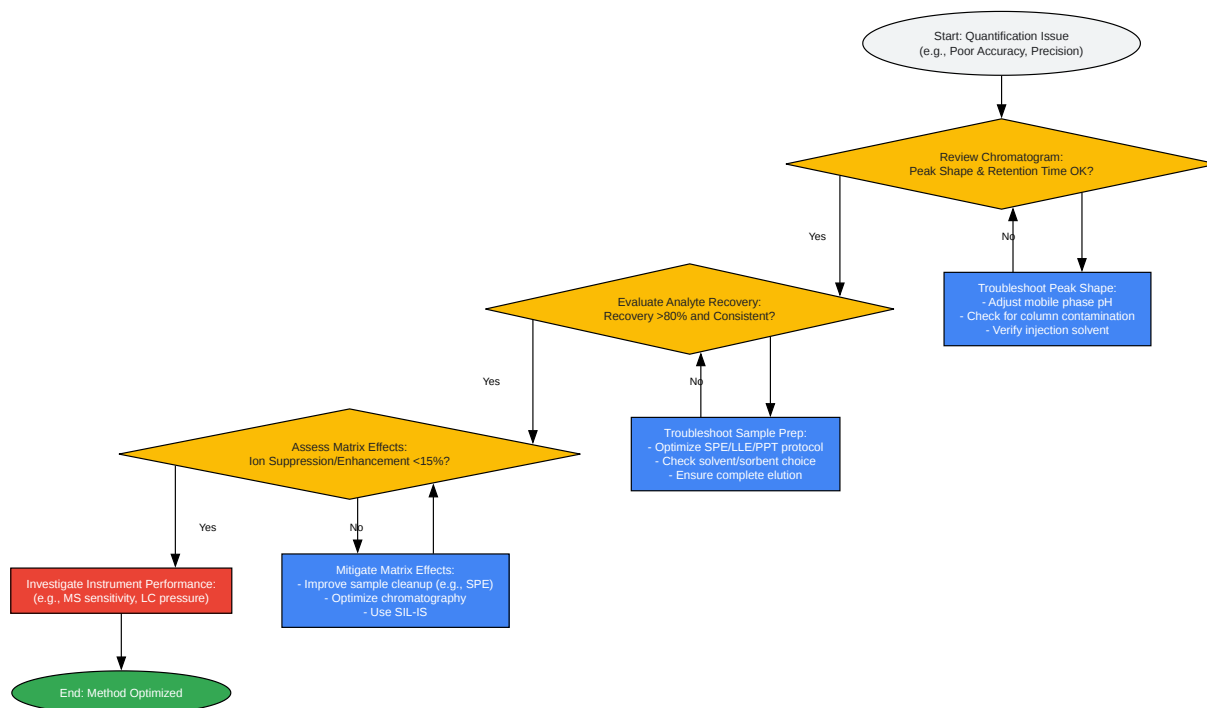 Start: Quantification Issue
(e.g., Poor Accuracy, Precision)
Review Chromatogram:
Peak Shape & Retention Time OK?
Yes
No
Troubleshoot Peak Shape:
- Adjust mobile phase pH
- Check for column contamination
- Verify injection solvent
Evaluate Analyte Recovery:
Recovery >80% and Consistent?
Yes
No
Troubleshoot Sample Prep:
- Optimize SPE/LLE/PPT protocol
- Check solvent/sorbent choice
- Ensure complete elution
Assess Matrix Effects:
Ion Suppression/Enhancement <15%?
Yes
No
Mitigate Matrix Effects:
- Improve sample cleanup (e.g., SPE)
- Optimize chromatography
- Use SIL-IS
Investigate Instrument Performance:
(e.g., MS sensitivity, LC pressure)
End: Method Optimized